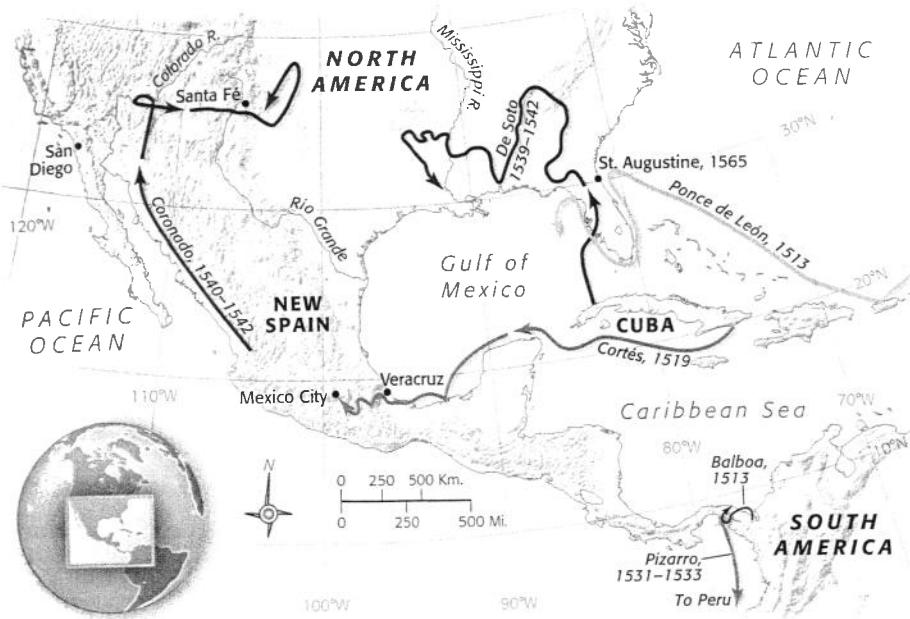 Mississippi R.
NORTH
AMERICA
ATLANTIC
OCEAN
Colorado R.
Santa Fé
De Soto
1539–1542
30°N
San
Diego
St. Augustine, 1565
Ponce de León, 1513
120°W
Coronado, 1540–1542
Rio Grande
Gulf of
Mexico
20°N
NEW
SPAIN
PACIFIC
OCEAN
CUBA
Cortés, 1519
Veracruz
Mexico City
110°W
Caribbean Sea
70°W
80°W
10°N
Balboa,
1513
N
0 250 500 Km.
0 250 500 Mi.
SOUTH
AMERICA
Pizarro,
1531–1533
To Peru
100°W
90°W